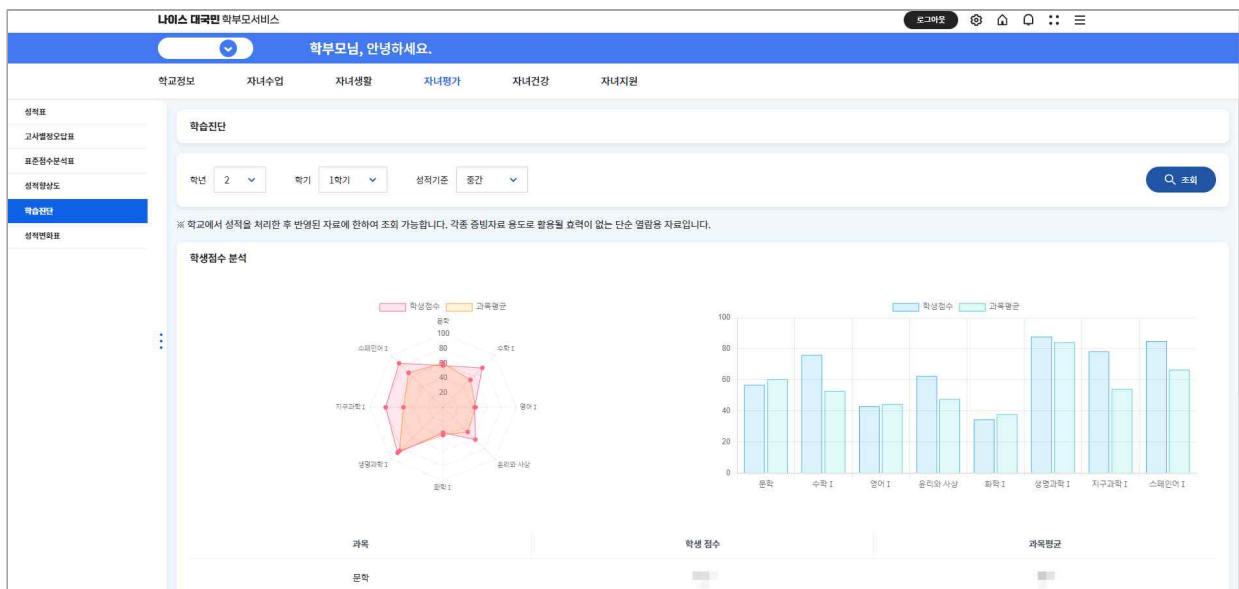 나이스 대국민 학부모서비스
로그아웃
학부모님, 안녕하세요.
학교정보 자녀수업 자녀생활 자녀평가 자녀건강 자녀지원
성적표
고사별정오답표
표준점수분석표
성적향상도
학습진단
성적변화표
학습진단
학년 2 학기 1학기 성적기준 중간 조회
※ 학교에서 성적을 처리한 후 반영된 자료에 한하여 조회 가능합니다. 각종 증빙자료 용도로 활용될 효력이 없는 단순 열람용 자료입니다.
학생점수 분석
학생점수 과목평균
문학
100
80
60
40
20
수학 I
영어 I
윤리와 사상
화학 I
생명과학 I
지구과학 I
스페인어 I
학생점수 과목평균
100
80
60
40
20
0
문학 수학 I 영어 I 윤리와 사상 화학 I 생명과학 I 지구과학 I 스페인어 I
과목 학생 점수 과목평균
문학